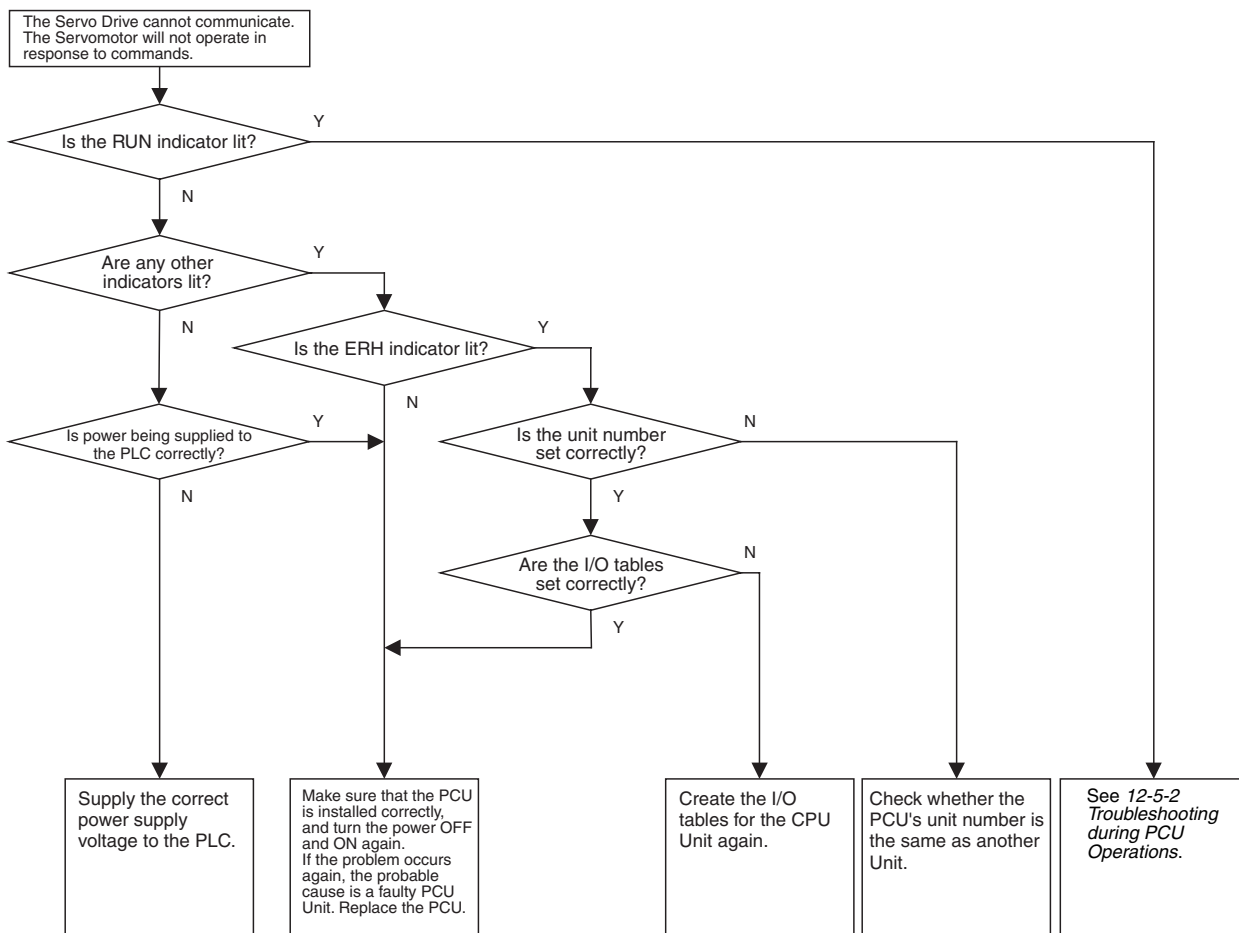 The Servo Drive cannot communicate.
The Servomotor will not operate in
response to commands.
Y
Is the RUN indicator lit?
N
Y
Are any other
indicators lit?
N
Y
Is the ERH indicator lit?
N
Y
Is power being supplied to
the PLC correctly?
N
N
Is the unit number
set correctly?
Y
N
Are the I/O tables
set correctly?
Y
Supply the correct
power supply
voltage to the PLC.
Make sure that the PCU
is installed correctly,
and turn the power OFF
and ON again.
If the problem occurs
again, the probable
cause is a faulty PCU
Unit. Replace the PCU.
Create the I/O
tables for the CPU
Unit again.
Check whether the
PCU's unit number is
the same as another
Unit.
See 12-5-2
Troubleshooting
during PCU
Operations.